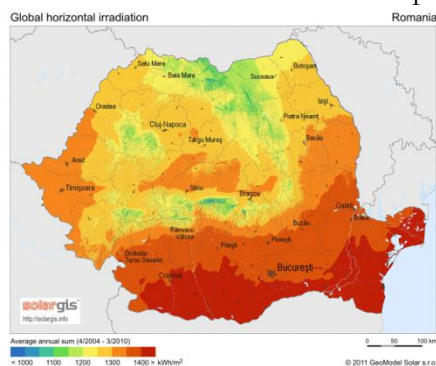 Global horizontal irradiation Romania
Satu Mare
Baia Mare
Suceava
Botoşani
Oradea
Iaşi
Cluj-Napoca
Piatra Neamţ
Târgu Mureş
Bacău
Arad
Timişoara
Sibiu
Braşov
Galaţi
Brăila
Râmnicu
Vâlcea
Buzău
Piteşti
Ploieşti
Drobeta-
Turnu Severin
Craiova
Bucureşti
solargis
http://solargis.info
Average annual sum (4/2004 - 3/2010)
0 50 100 km
< 1000 1100 1200 1300 1400 > kWh/m²
© 2011 GeoModel Solar s.r.o.